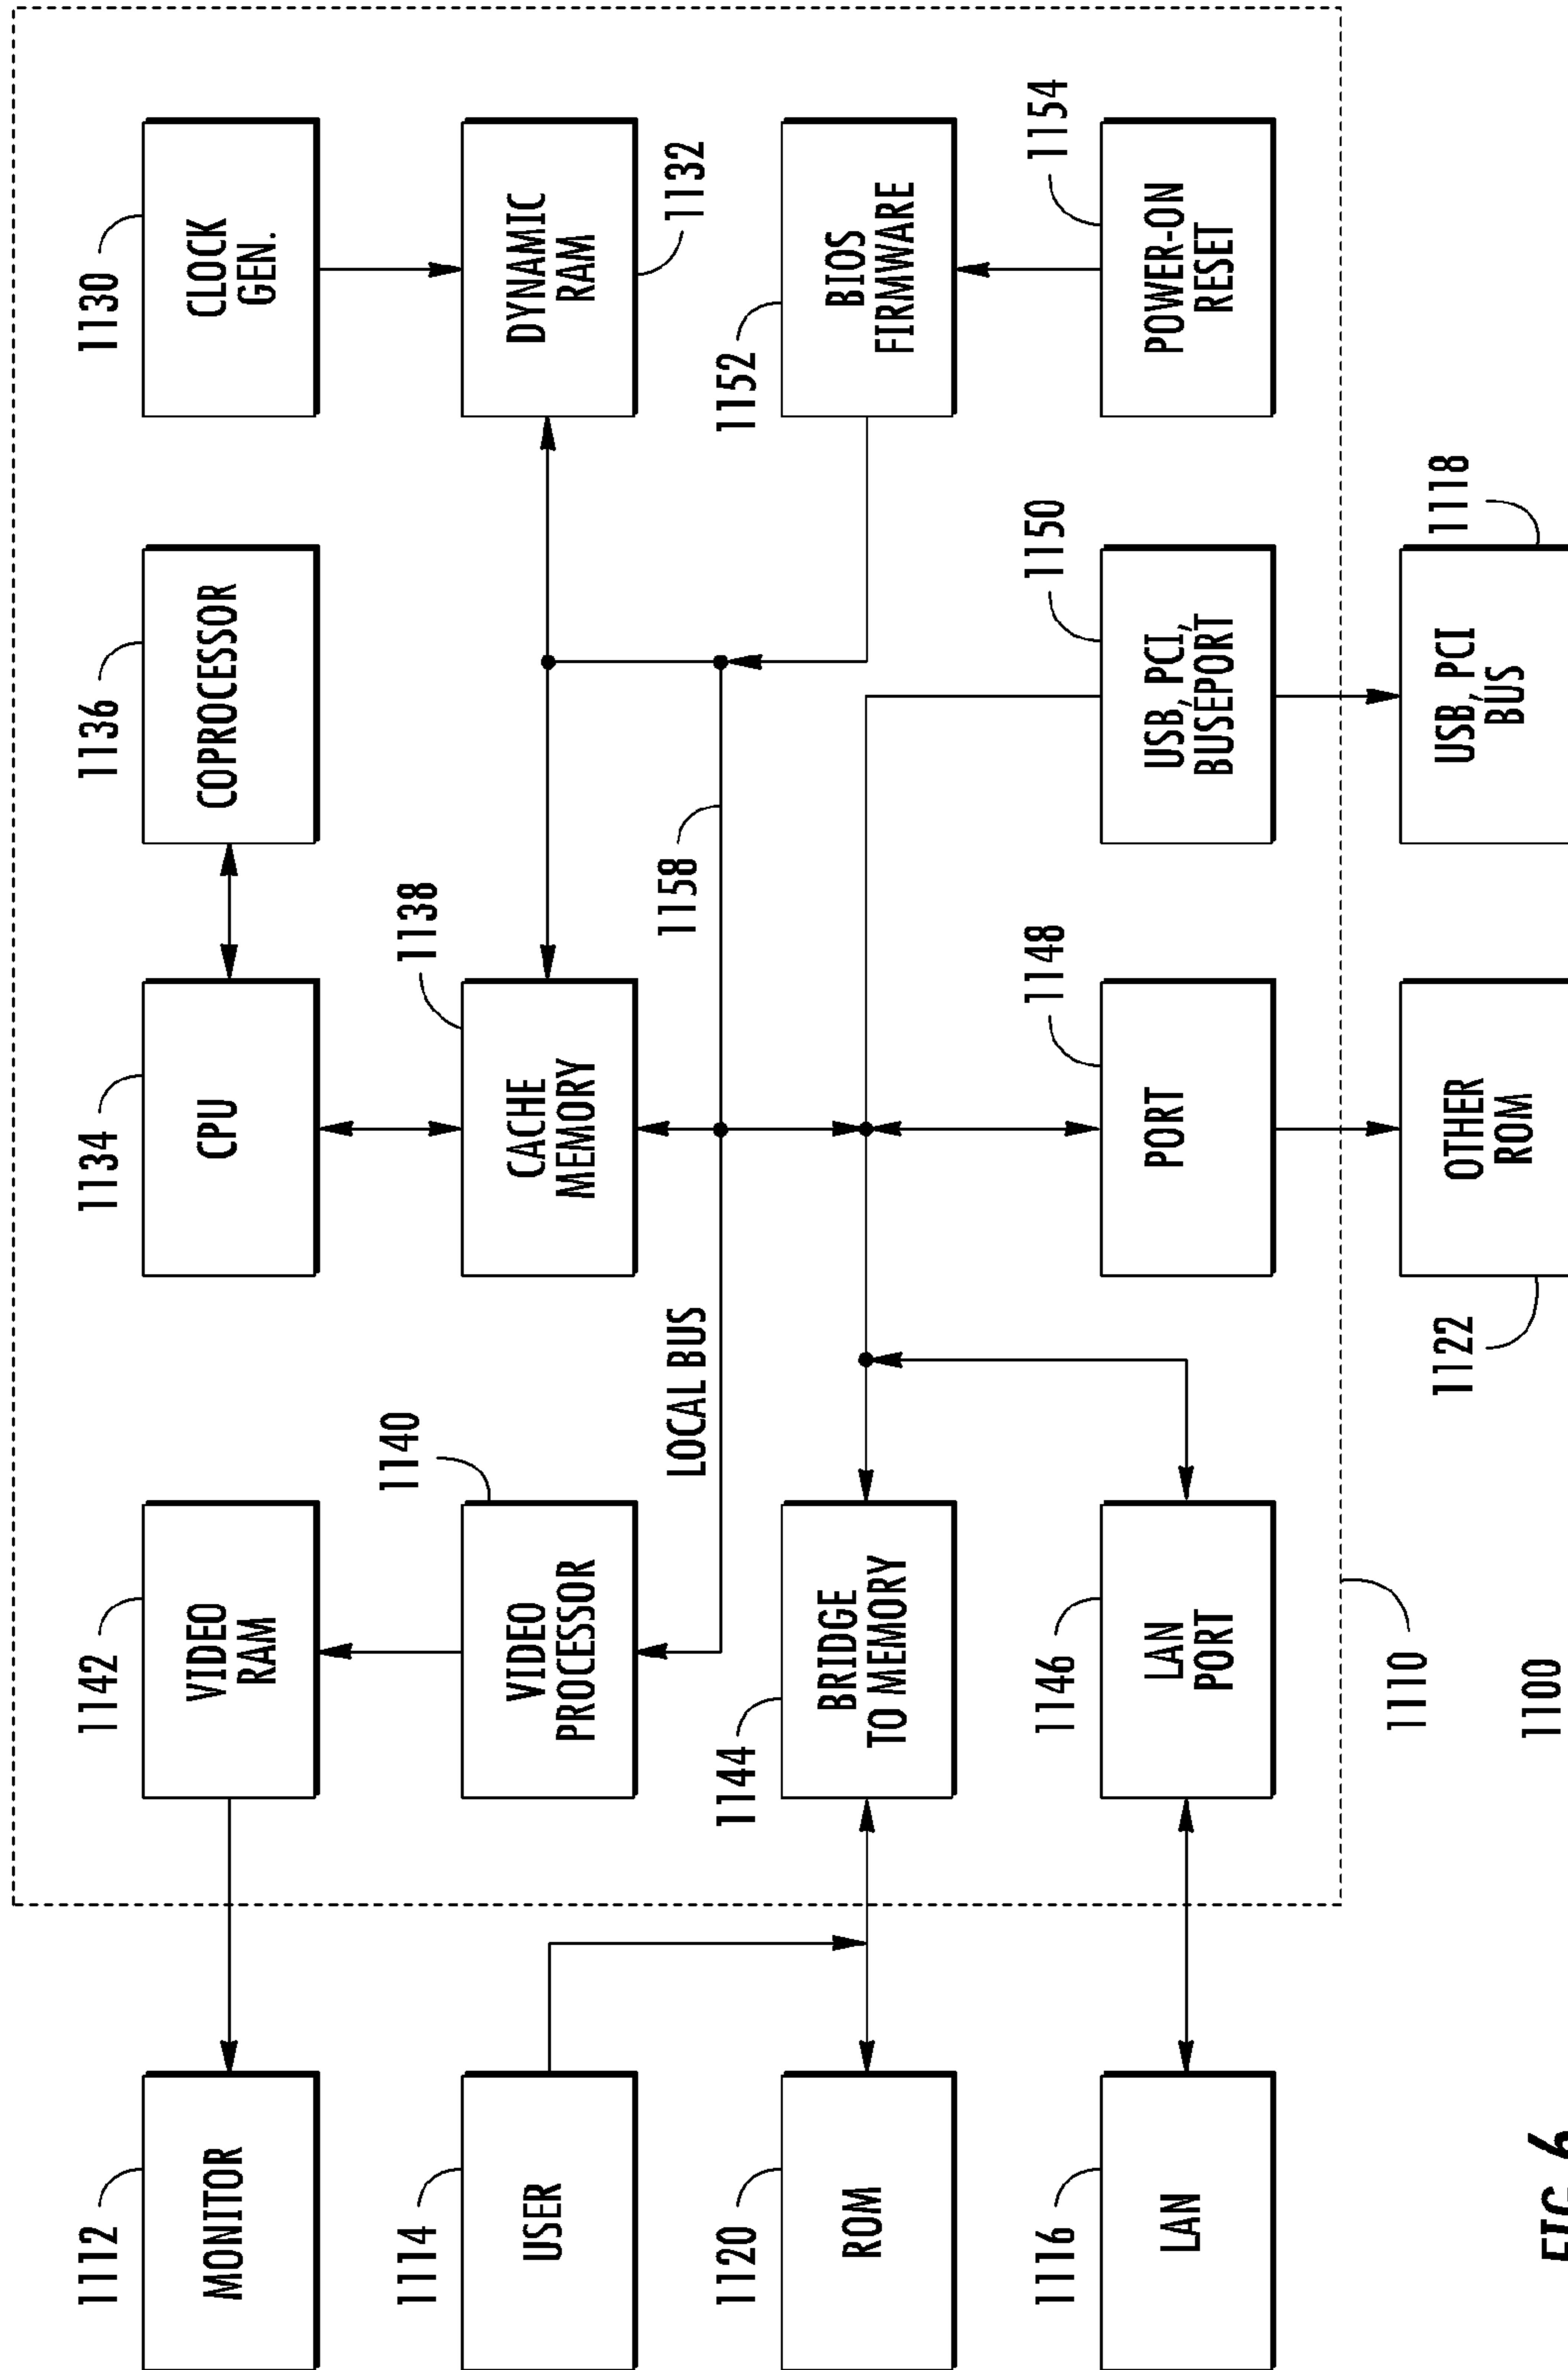 1112
MONITOR
1142
VIDEO
RAM
1134
CPU
1136
COPROCESSOR
1130
CLOCK
GEN.
1114
USER
1140
VIDEO
PROCESSOR
1138
CACHE
MEMORY
DYNAMIC
RAM
1132
LOCAL BUS
1158
1120
ROM
1144
BRIDGE
TO MEMORY
1152
BIOS
FIRMWARE
1116
LAN
1146
LAN
PORT
1148
PORT
1150
USB, PCI,
BUSEPORT
1154
POWER-ON
RESET
1110
1122
OTHER
ROM
1118
USB, PCI
BUS
FIG. 6
1100